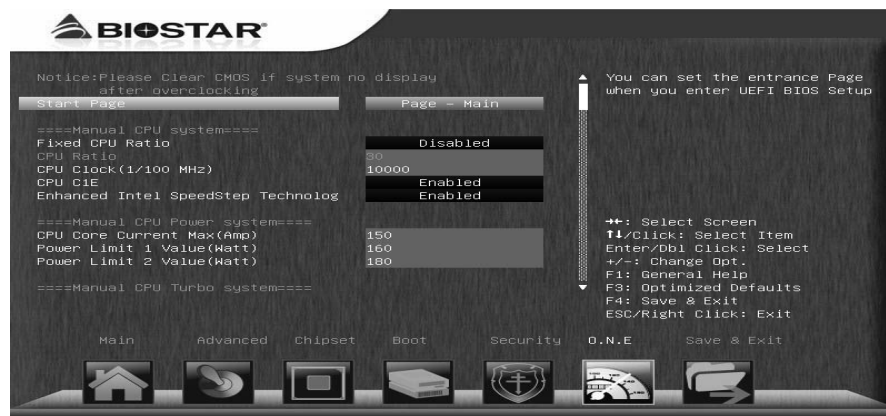 BIOSTAR
Notice:Please Clear CMOS if system no display
after overclocking
Start Page Page - Main
====Manual CPU system====
Fixed CPU Ratio Disabled
CPU Ratio 30
CPU Clock(1/100 MHz) 10000
CPU C1E Enabled
Enhanced Intel SpeedStep Technolog Enabled
====Manual CPU Power system====
CPU Core Current Max(Amp) 150
Power Limit 1 Value(Watt) 160
Power Limit 2 Value(Watt) 180
====Manual CPU Turbo system====
You can set the entrance Page
when you enter UEFI BIOS Setup
→←: Select Screen
↑↓/Click: Select Item
Enter/Dbl Click: Select
+/-: Change Opt.
F1: General Help
F3: Optimized Defaults
F4: Save & Exit
ESC/Right Click: Exit
Main Advanced Chipset Boot Security O.N.E Save & Exit